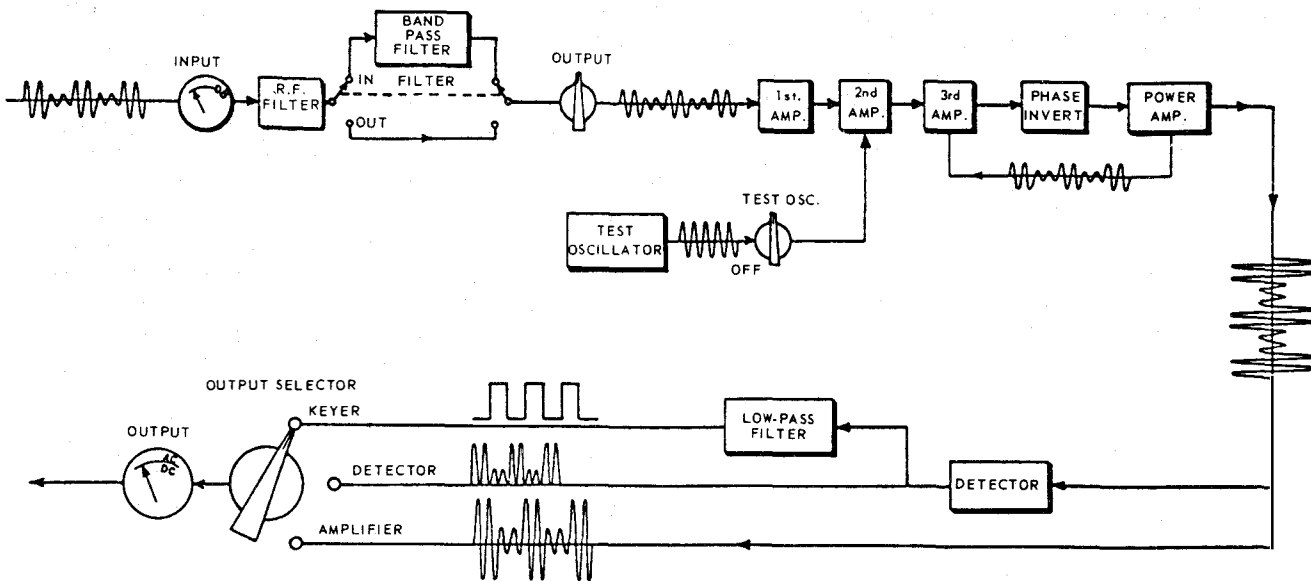 BAND
PASS
FILTER
INPUT
DB
R.F.
FILTER
IN
FILTER
OUT
OUTPUT
1st.
AMP.
2nd
AMP.
3rd
AMP.
PHASE
INVERT
POWER
AMP.
TEST
OSCILLATOR
TEST OSC.
OFF
OUTPUT SELECTOR
KEYER
OUTPUT
AC
DC
DETECTOR
AMPLIFIER
LOW-PASS
FILTER
DETECTOR